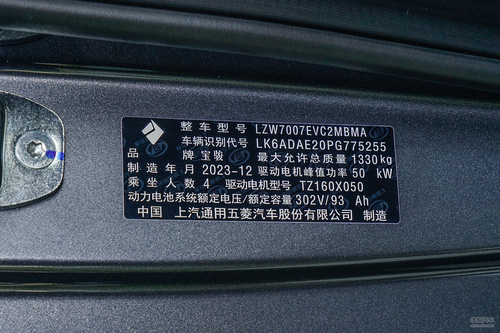 整车型号 LZW7007EVC2MBMA
车辆识别代号 LK6ADAE20PG775255
品 牌 宝骏 最大允许总质量 1330kg
制造年月 2023-12 驱动电机峰值功率 50 kW
乘坐人数 4 驱动电机型号 TZ160X050
动力电池系统额定电压/额定容量 302V/93 Ah
中国 上汽通用五菱汽车股份有限公司 制造